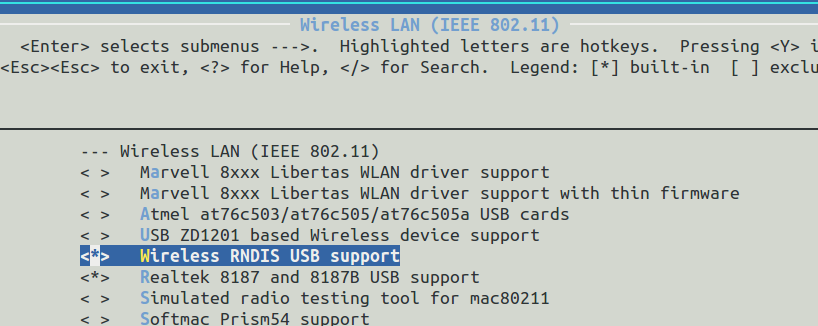 Wireless LAN (IEEE 802.11)
<Enter> selects submenus --->.  Highlighted letters are hotkeys.  Pressing <Y> i
<Esc><Esc> to exit, <?> for Help, </> for Search.  Legend: [*] built-in  [ ] exclu
--- Wireless LAN (IEEE 802.11)
< >   Marvell 8xxx Libertas WLAN driver support
< >   Marvell 8xxx Libertas WLAN driver support with thin firmware
< >   Atmel at76c503/at76c505/at76c505a USB cards
< >   USB ZD1201 based Wireless device support
<*>   Wireless RNDIS USB support
<*>   Realtek 8187 and 8187B USB support
< >   Simulated radio testing tool for mac80211
< >   Softmac Prism54 support